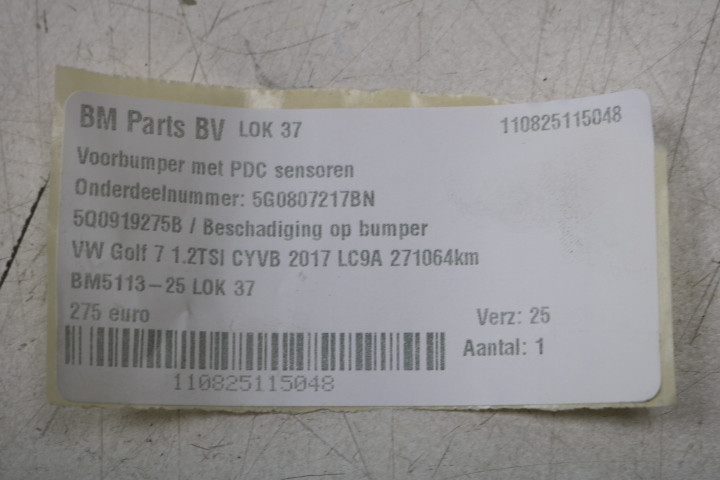 BM Parts BV LOK 37 110825115048
Voorbumper met PDC sensoren
Onderdeelnummer: 5G0807217BN
5Q0919275B / Beschadiging op bumper
VW Golf 7 1.2TSI CYVB 2017 LC9A 271064km
BM5113-25 LOK 37
275 euro Verz: 25
Aantal: 1
110825115048